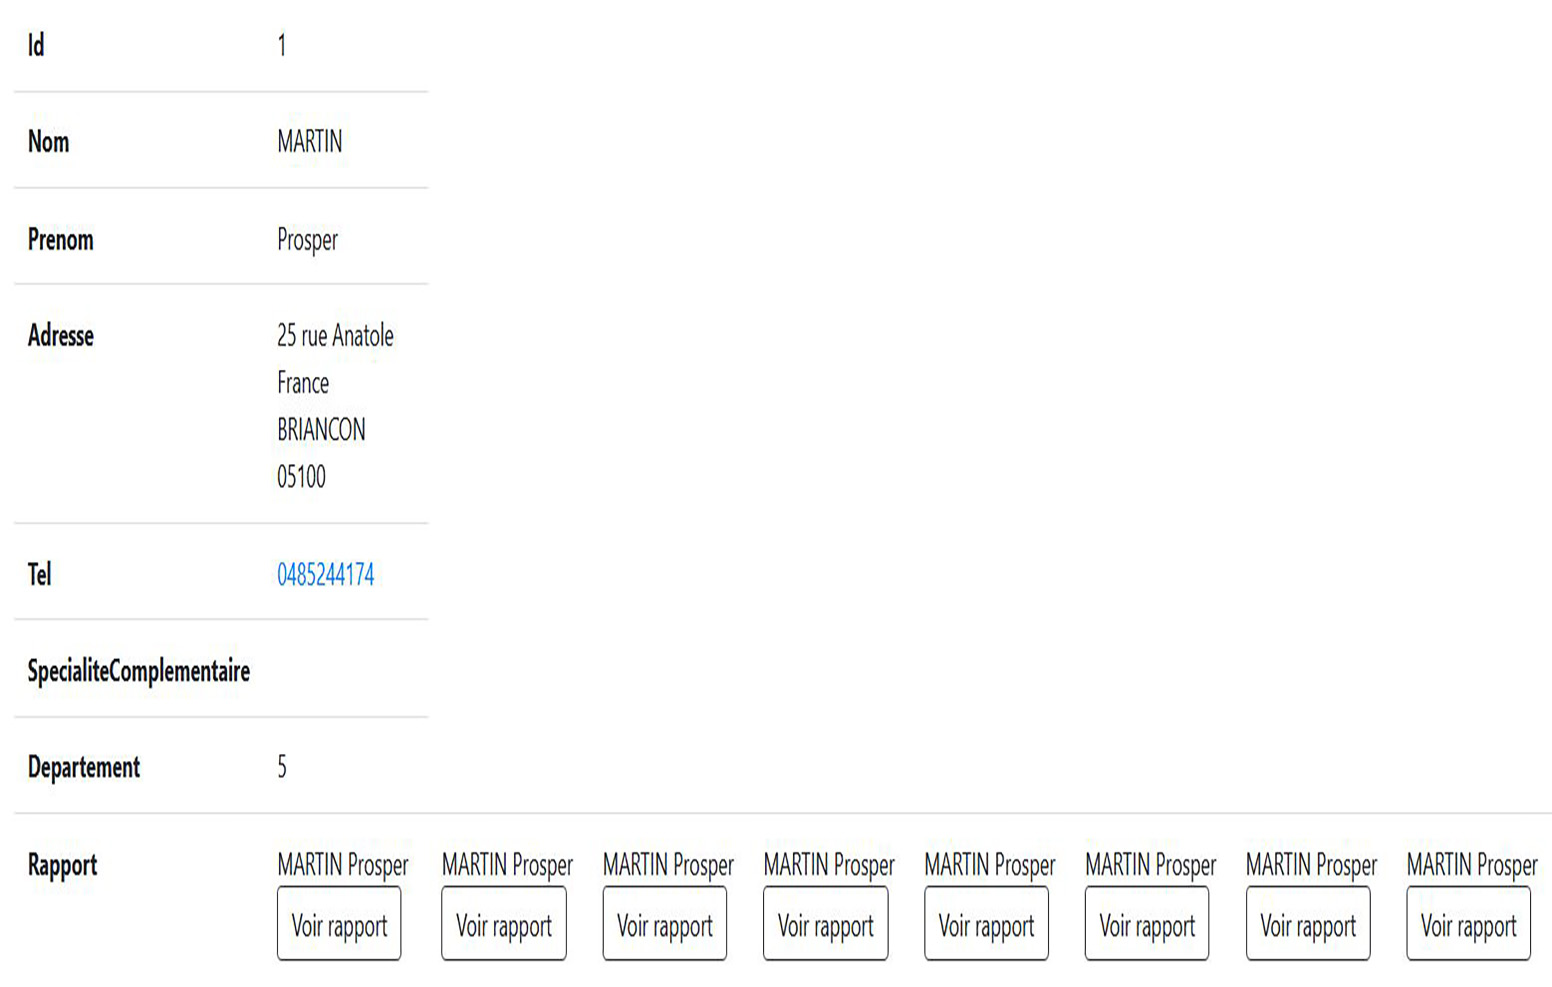 Id 1
Nom MARTIN
Prenom Prosper
Adresse 25 rue Anatole
France
BRIANCON
05100
Tel 0485244174
SpecialiteComplementaire
Departement 5
Rapport MARTIN Prosper MARTIN Prosper MARTIN Prosper MARTIN Prosper MARTIN Prosper MARTIN Prosper MARTIN Prosper MARTIN Prosper
Voir rapport Voir rapport Voir rapport Voir rapport Voir rapport Voir rapport Voir rapport Voir rapport